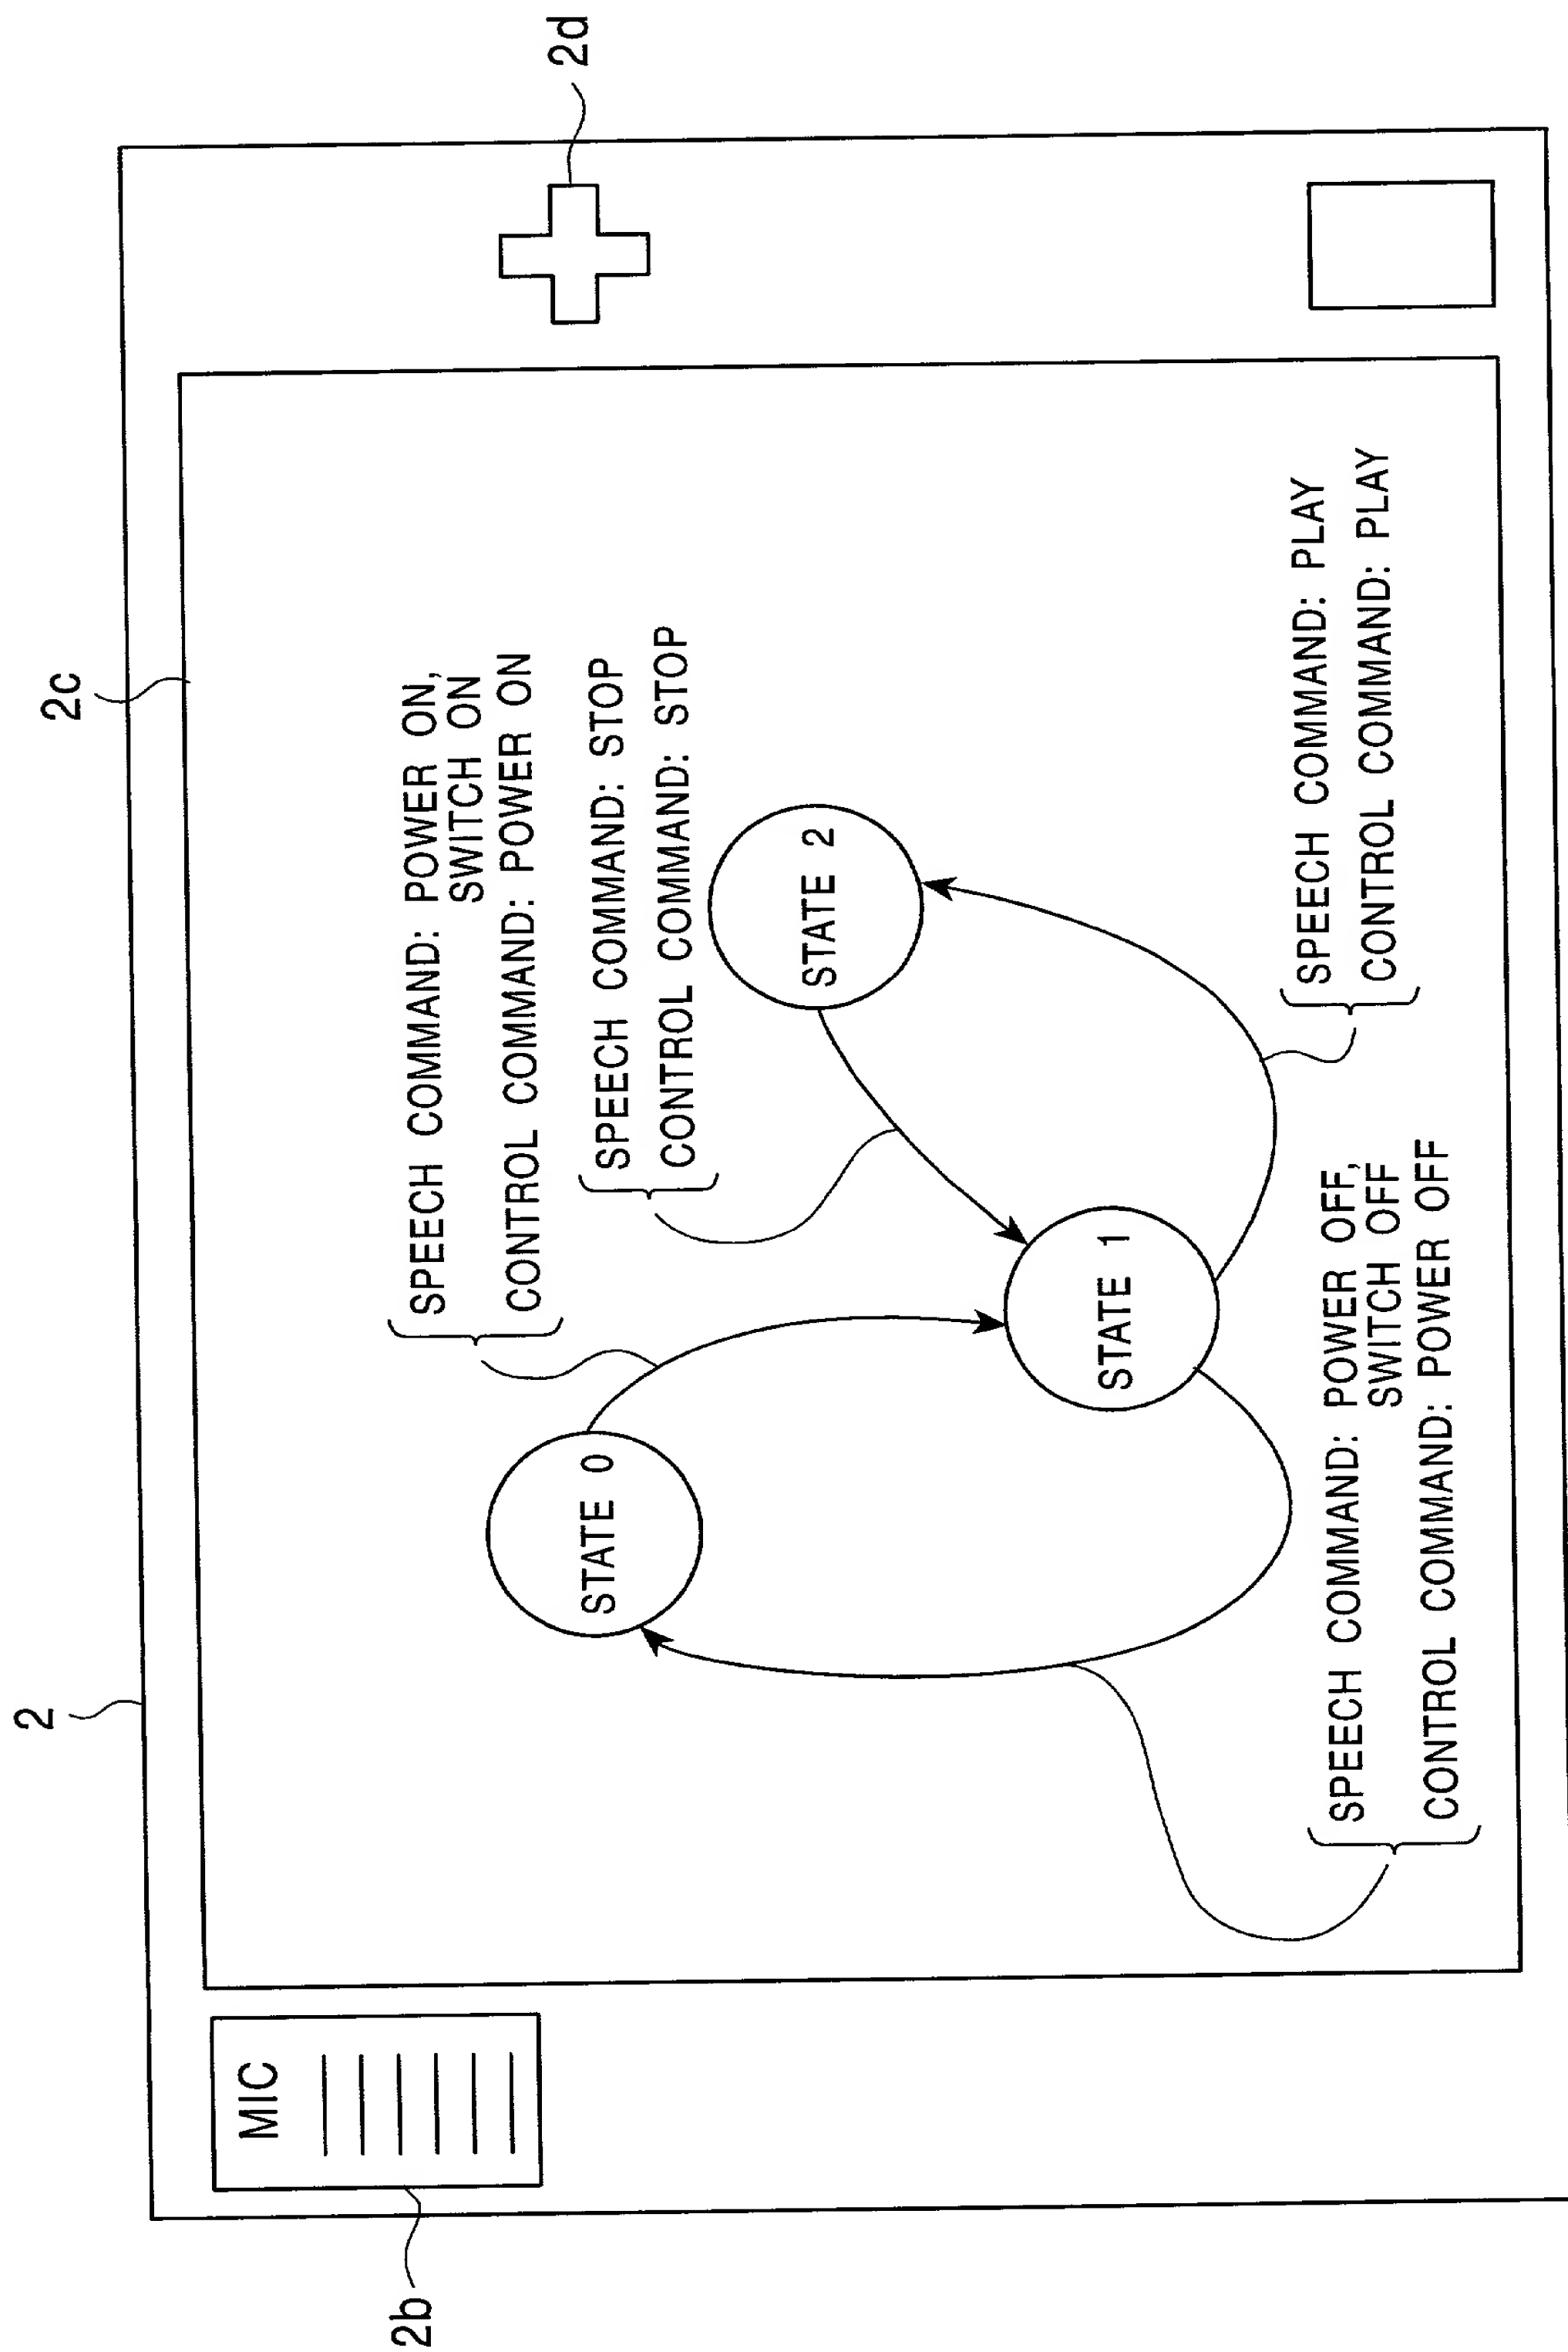 2
2c
2b
MIC
2d
SPEECH COMMAND: POWER ON,
SWITCH ON
CONTROL COMMAND: POWER ON
SPEECH COMMAND: STOP
CONTROL COMMAND: STOP
STATE 0
STATE 2
STATE 1
SPEECH COMMAND: PLAY
CONTROL COMMAND: PLAY
SPEECH COMMAND: POWER OFF,
SWITCH OFF
CONTROL COMMAND: POWER OFF